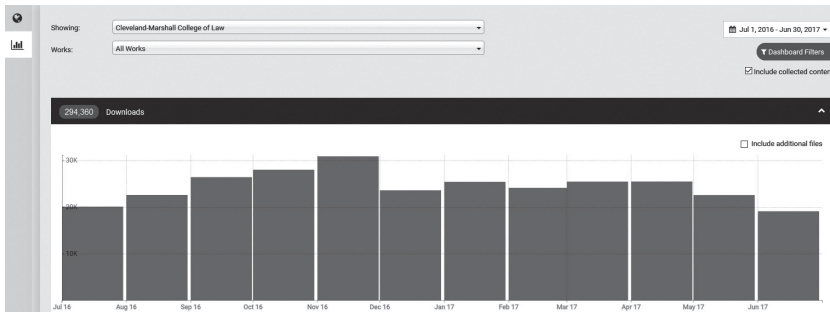 Showing: Cleveland-Marshall College of Law
Jul 1, 2016 - Jun 30, 2017
Works: All Works
Dashboard Filters
Include collected conten
294,360 Downloads
Include additional files
30K
20K
10K
Jul 16 Aug 16 Sep 16 Oct 16 Nov 16 Dec 16 Jan 17 Feb 17 Mar 17 Apr 17 May 17 Jun 17